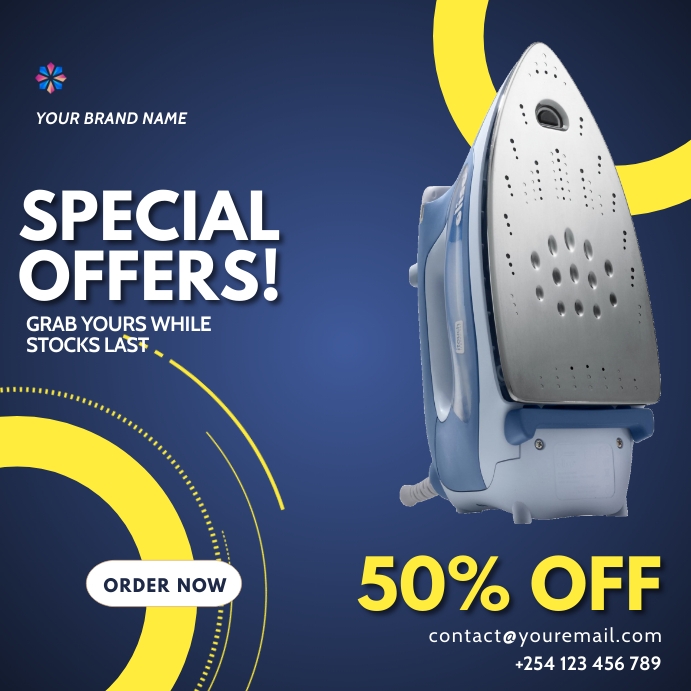 YOUR BRAND NAME
SPECIAL
OFFERS!
GRAB YOURS WHILE
STOCKS LAST
ORDER NOW
50% OFF
contact@youremail.com
+254 123 456 789